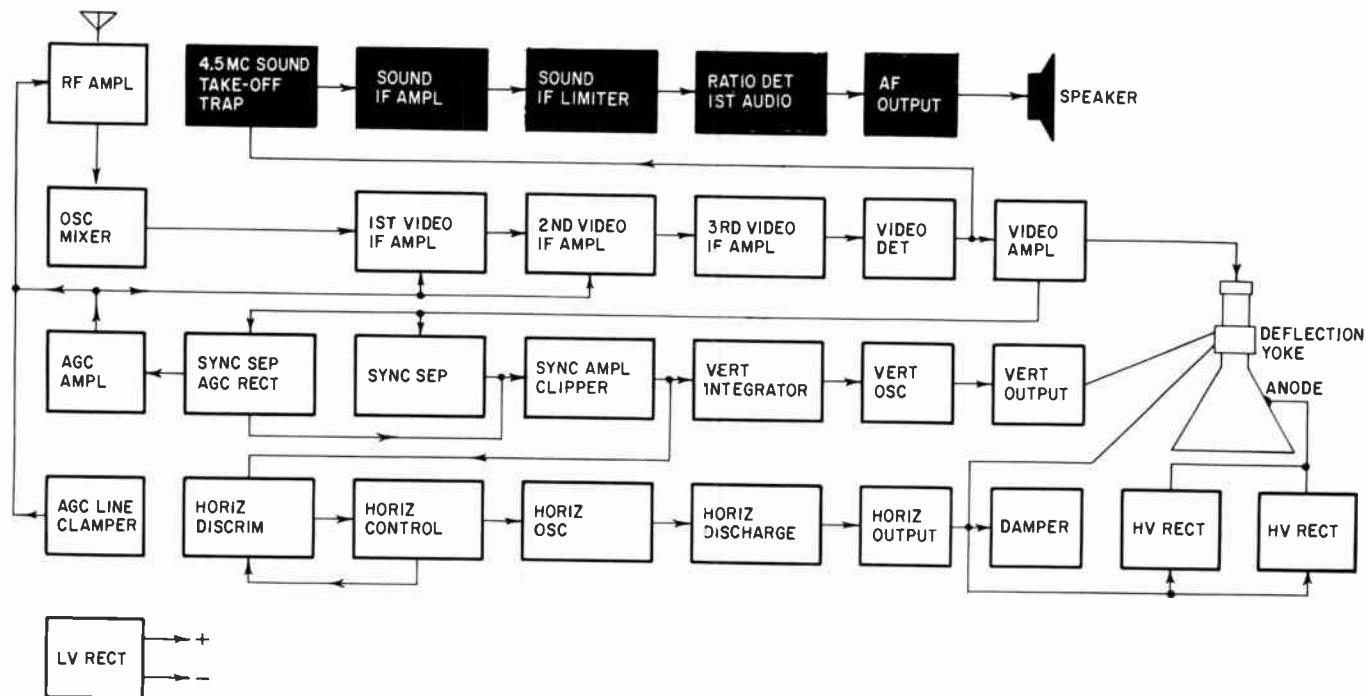 RF AMPL
4.5MC SOUND
TAKE-OFF
TRAP
SOUND
IF AMPL
SOUND
IF LIMITER
RATIO DET
IST AUDIO
AF
OUTPUT
SPEAKER
OSC
MIXER
IST VIDEO
IF AMPL
2ND VIDEO
IF AMPL
3RD VIDEO
IF AMPL
VIDEO
DET
VIDEO
AMPL
DEFLECTION
YOKE
ANODE
AGC
AMPL
SYNC SEP
AGC RECT
SYNC SEP
SYNC AMPL
CLIPPER
VERT
INTEGRATOR
VERT
OSC
VERT
OUTPUT
AGC LINE
CLAMPER
HORIZ
DISCRIM
HORIZ
CONTROL
HORIZ
OSC
HORIZ
DISCHARGE
HORIZ
OUTPUT
DAMPER
HV RECT
HV RECT
LV RECT
+
−